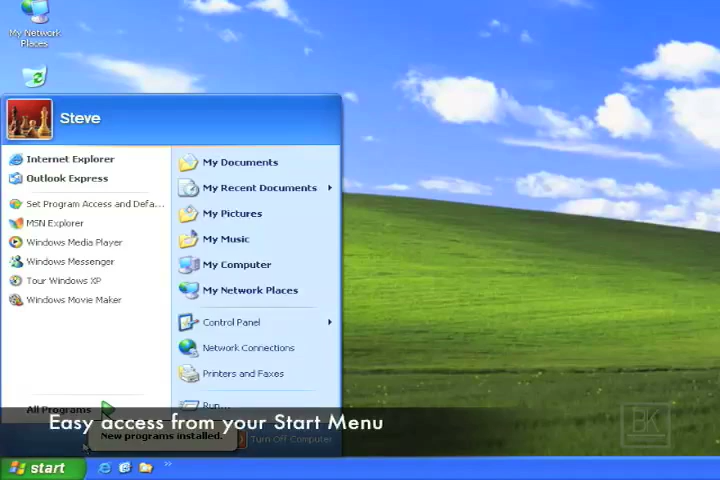 My Network
Places
Steve
Internet Explorer
Outlook Express
Set Program Access and Defa...
MSN Explorer
Windows Media Player
Windows Messenger
Tour Windows XP
Windows Movie Maker
All Programs
My Documents
My Recent Documents
My Pictures
My Music
My Computer
My Network Places
Control Panel
Network Connections
Printers and Faxes
Run...
Easy access from your Start Menu
New programs installed.
Turn Off Computer
BK
start